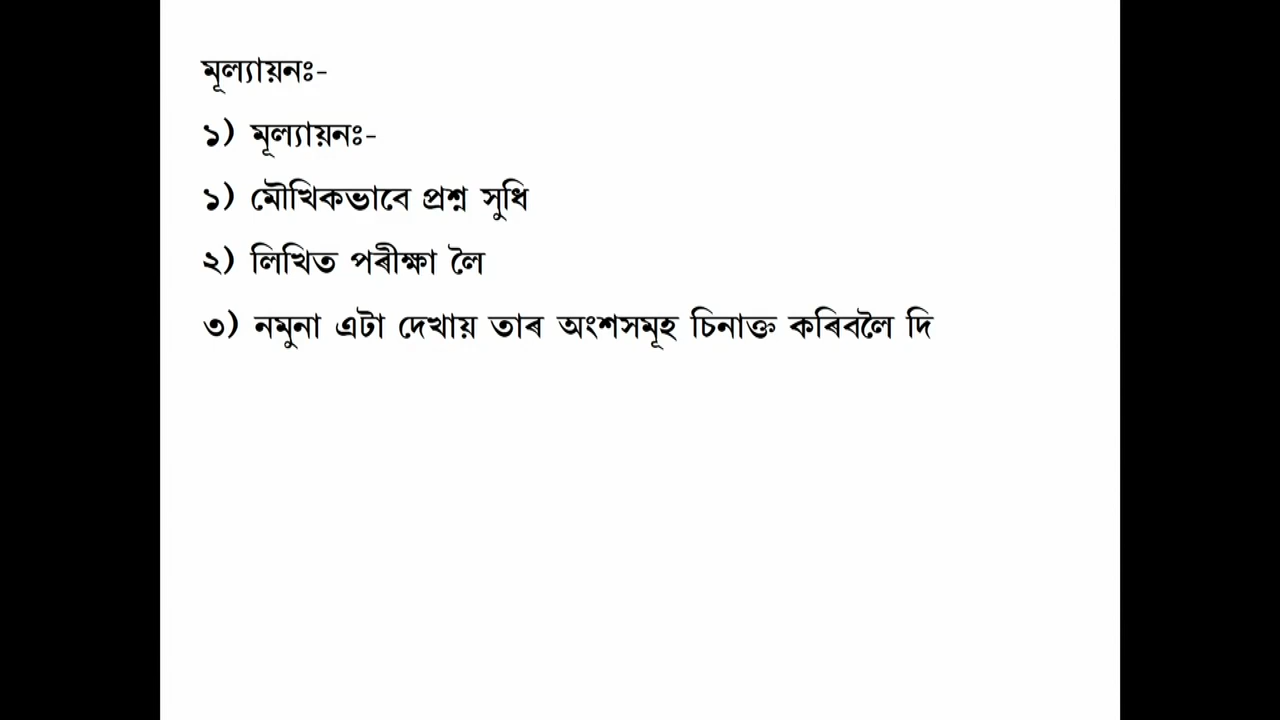 মূল্যায়নঃ-
১) মূল্যায়নঃ-
১) মৌখিকভাবে প্ৰশ্ন সুধি
২) লিখিত পৰীক্ষা লৈ
৩) নমুনা এটা দেখায় তাৰ অংশসমূহ চিনাক্ত কৰিবলৈ দি